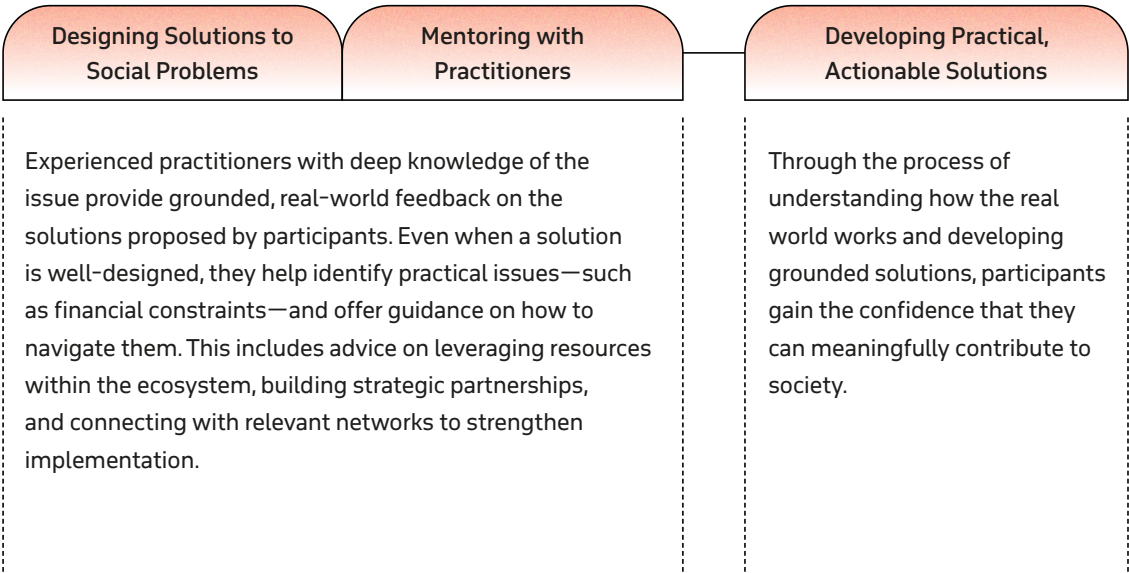 Designing Solutions to
Social Problems
Mentoring with
Practitioners
Developing Practical,
Actionable Solutions
Experienced practitioners with deep knowledge of the
issue provide grounded, real-world feedback on the
solutions proposed by participants. Even when a solution
is well-designed, they help identify practical issues—such
as financial constraints—and offer guidance on how to
navigate them. This includes advice on leveraging resources
within the ecosystem, building strategic partnerships,
and connecting with relevant networks to strengthen
implementation.
Through the process of
understanding how the real
world works and developing
grounded solutions, participants
gain the confidence that they
can meaningfully contribute to
society.